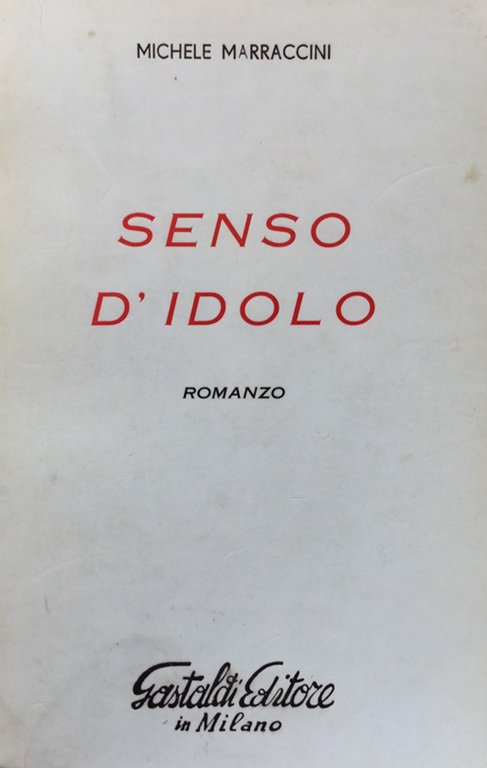 MICHELE MARRACCINI
SENSO
D'IDOLO
ROMANZO
Gastaldi Editore
in Milano